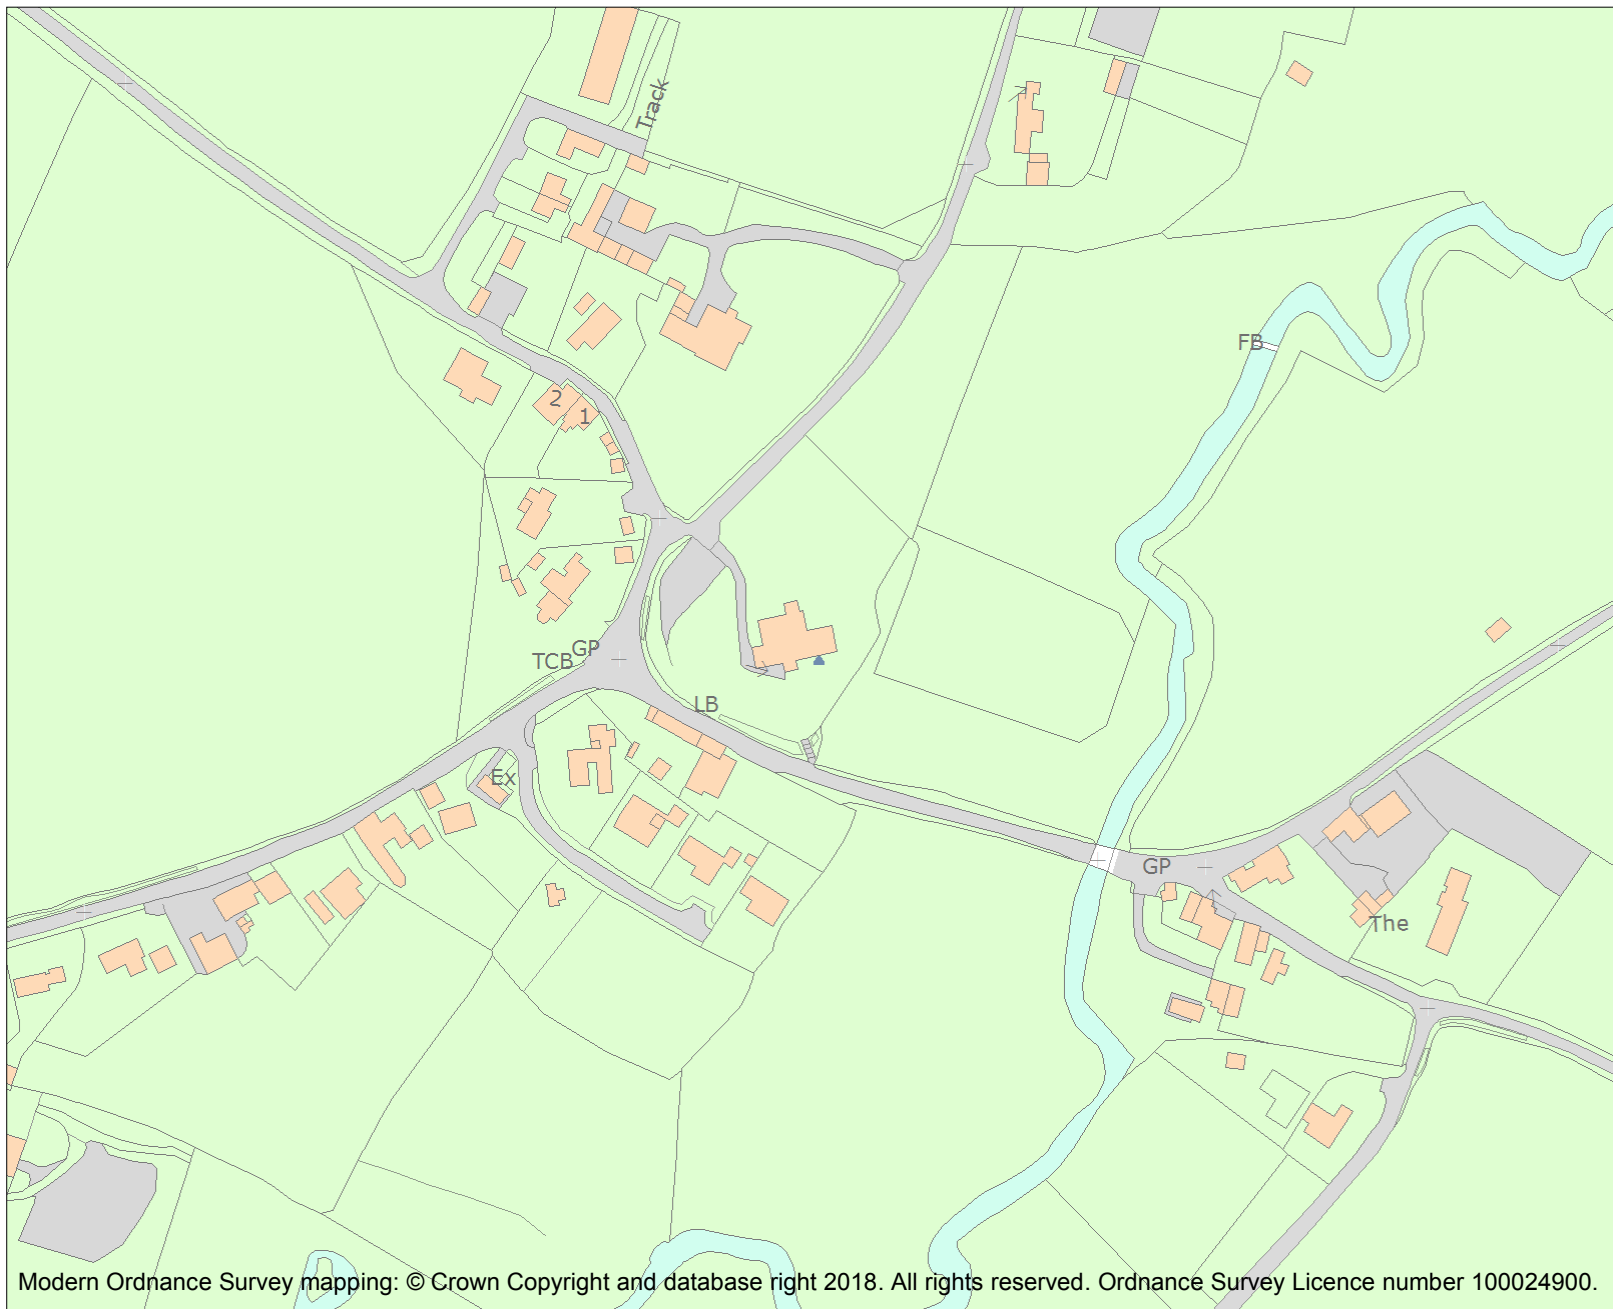 Track
FB
2
1
GP
TCB
LB
Ex
GP
The
Modern Ordnance Survey mapping: © Crown Copyright and database right 2018. All rights reserved. Ordnance Survey Licence number 100024900.